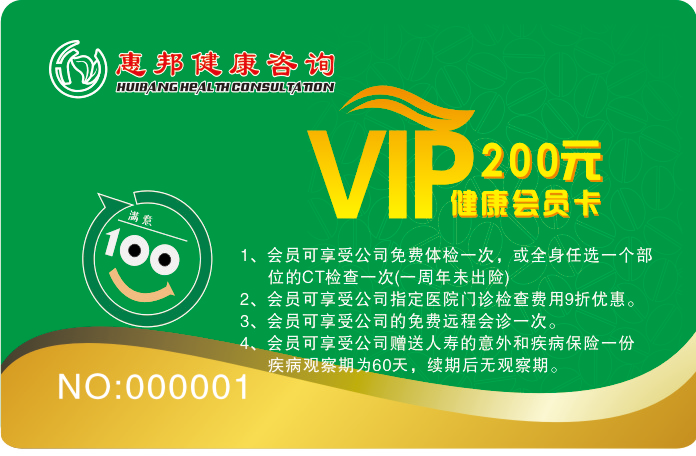 惠邦健康咨询
HUIBANG HEALTH CONSULTATION
VIP 200元
健康会员卡
满意
100
1、会员可享受公司免费体检一次，或全身任选一个部
位的CT检查一次(一周年未出险)
2、会员可享受公司指定医院门诊检查费用9折优惠。
3、会员可享受公司的免费远程会诊一次。
4、会员可享受公司赠送人寿的意外和疾病保险一份
疾病观察期为60天，续期后无观察期。
NO:000001